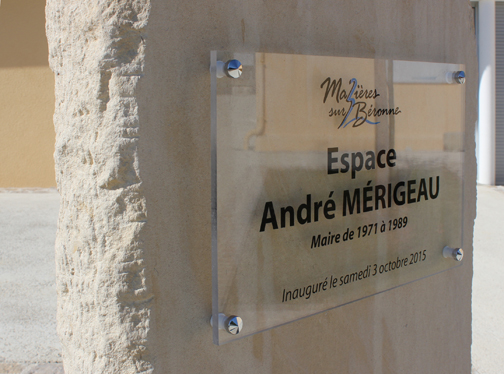 Mazières
sur Béronne
Espace
André MÉRIGEAU
Maire de 1971 à 1989
Inauguré le samedi 3 octobre 2015